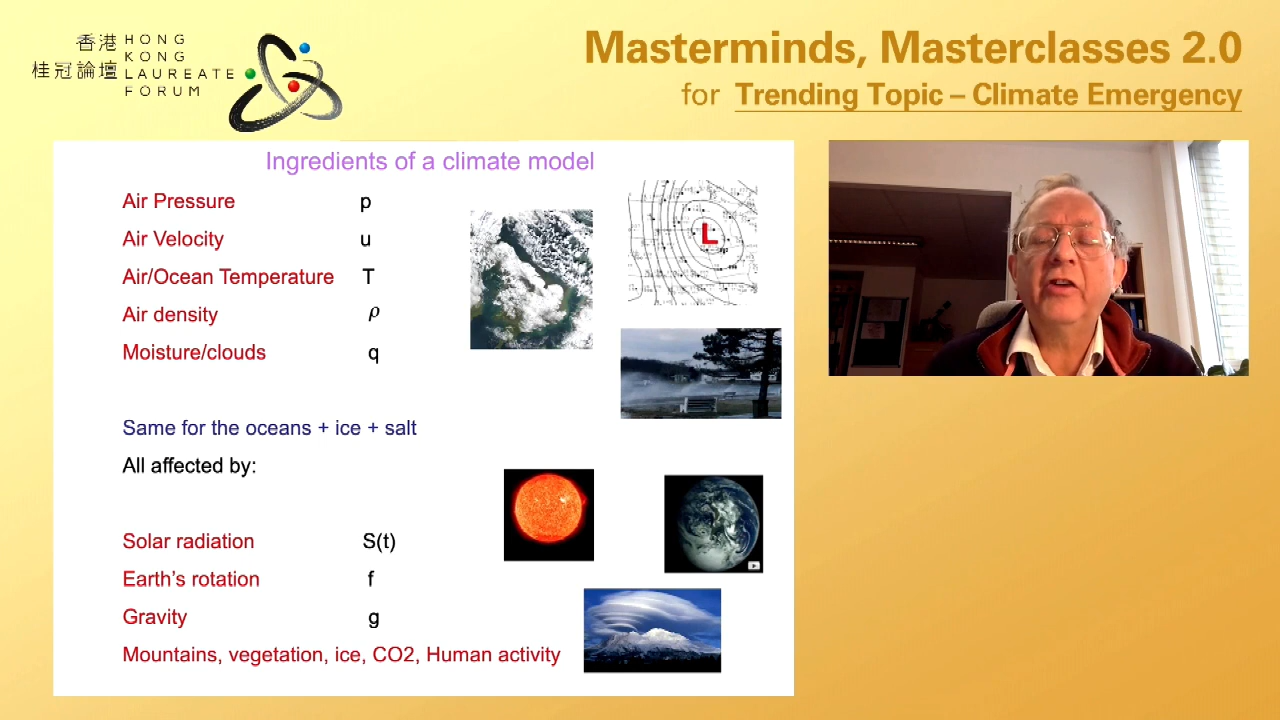 香港 HONG
KONG
桂冠論壇 LAUREATE
FORUM
Masterminds, Masterclasses 2.0
for Trending Topic – Climate Emergency
Ingredients of a climate model
Air Pressure p
Air Velocity u
Air/Ocean Temperature T
Air density ρ
Moisture/clouds q
L
Same for the oceans + ice + salt
All affected by:
Solar radiation S(t)
Earth's rotation f
Gravity g
Mountains, vegetation, ice, CO2, Human activity